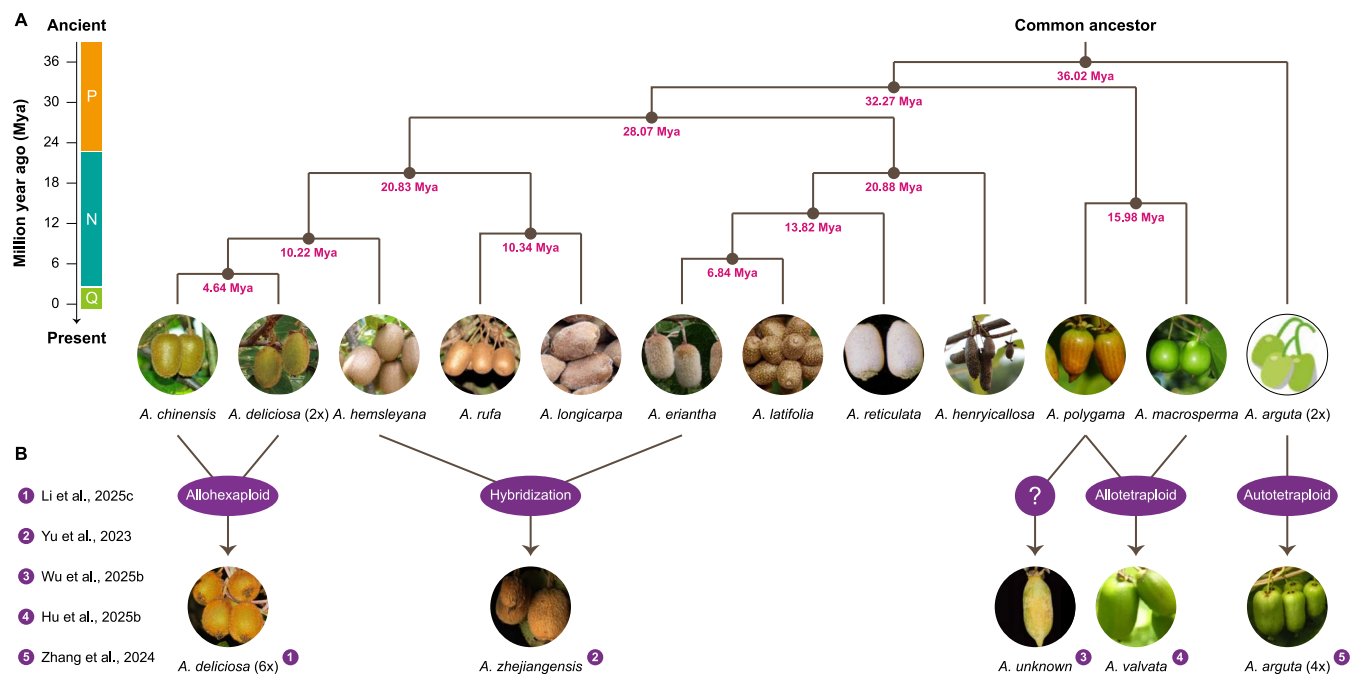 A
Ancient
Common ancestor
Million year ago (Mya)
36
30
24
18
12
6
0
P
N
Q
Present
36.02 Mya
32.27 Mya
28.07 Mya
20.83 Mya
20.88 Mya
15.98 Mya
13.82 Mya
10.22 Mya
10.34 Mya
6.84 Mya
4.64 Mya
A. chinensis
A. deliciosa (2x)
A. hemsleyana
A. rufa
A. longicarpa
A. eriantha
A. latifolia
A. reticulata
A. henryicallosa
A. polygama
A. macrosperma
A. arguta (2x)
B
1 Li et al., 2025c
2 Yu et al., 2023
3 Wu et al., 2025b
4 Hu et al., 2025b
5 Zhang et al., 2024
Allohexaploid
Hybridization
?
Allotetraploid
Autotetraploid
A. deliciosa (6x) 1
A. zhejiangensis 2
A. unknown 3
A. valvata 4
A. arguta (4x) 5